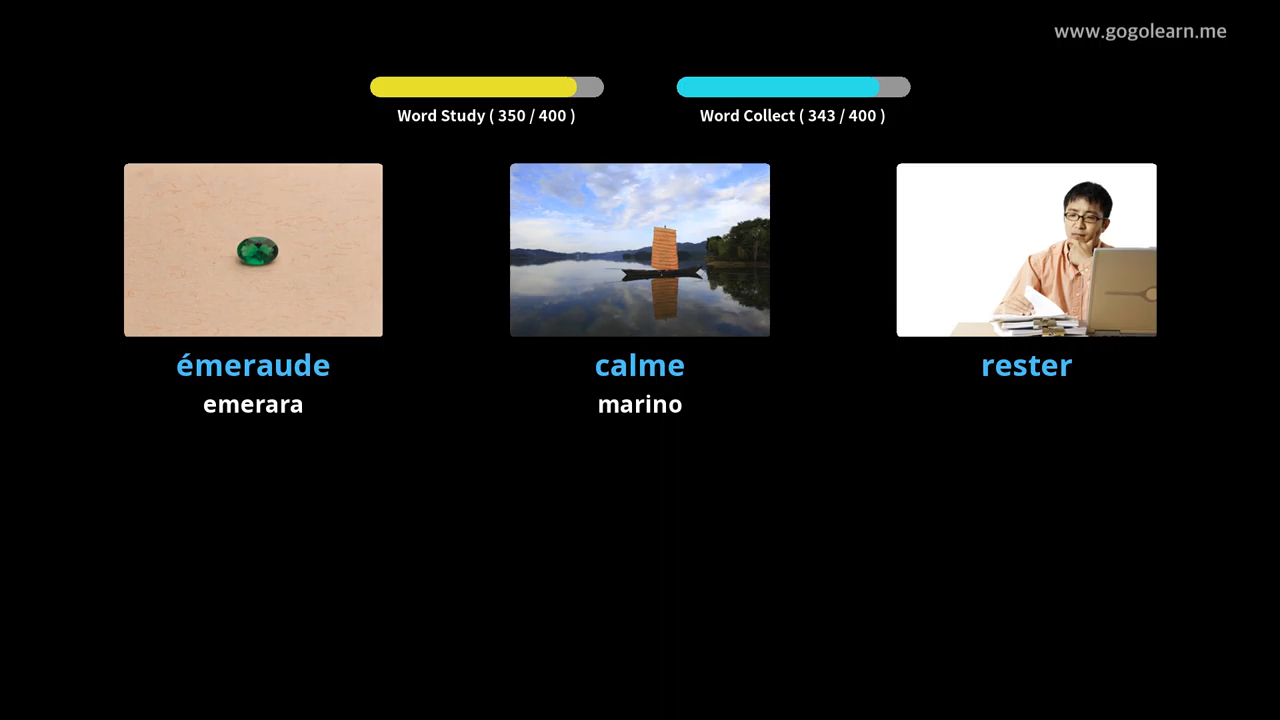 www.gogolearn.me
Word Study ( 350 / 400 )
Word Collect ( 343 / 400 )
émeraude
calme
rester
emerara
marino